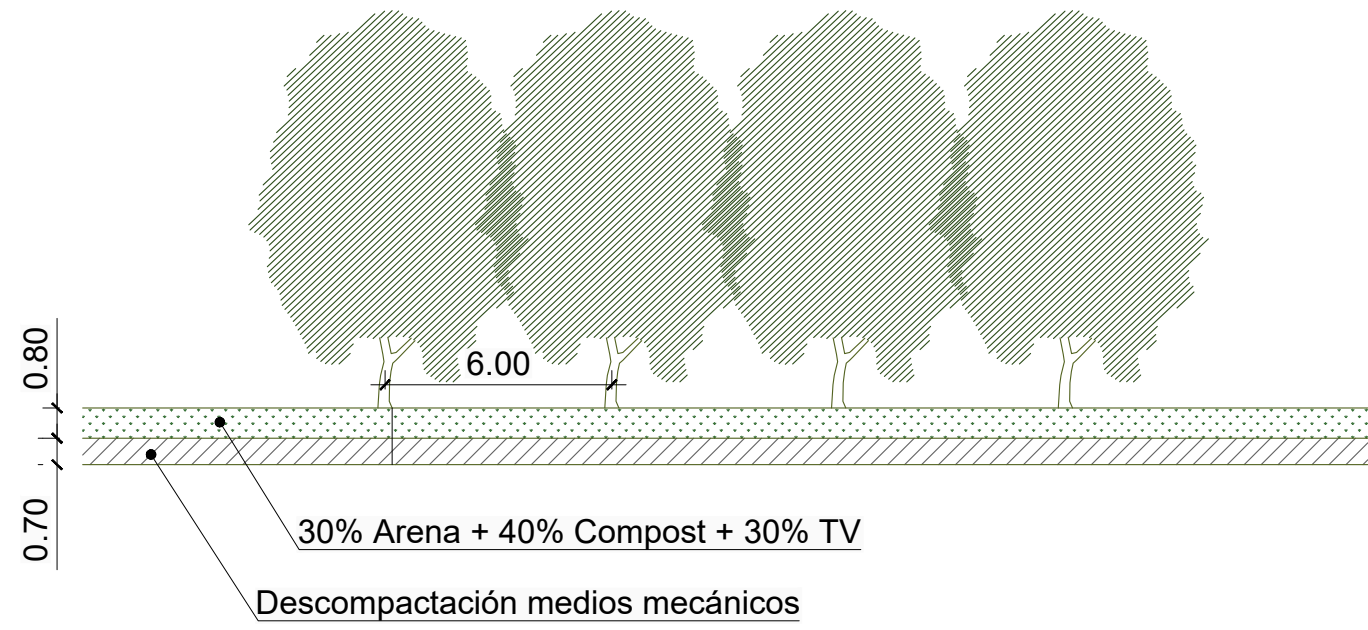 0.80
6.00
0.70
30% Arena + 40% Compost + 30% TV
Descompactación medios mecánicos